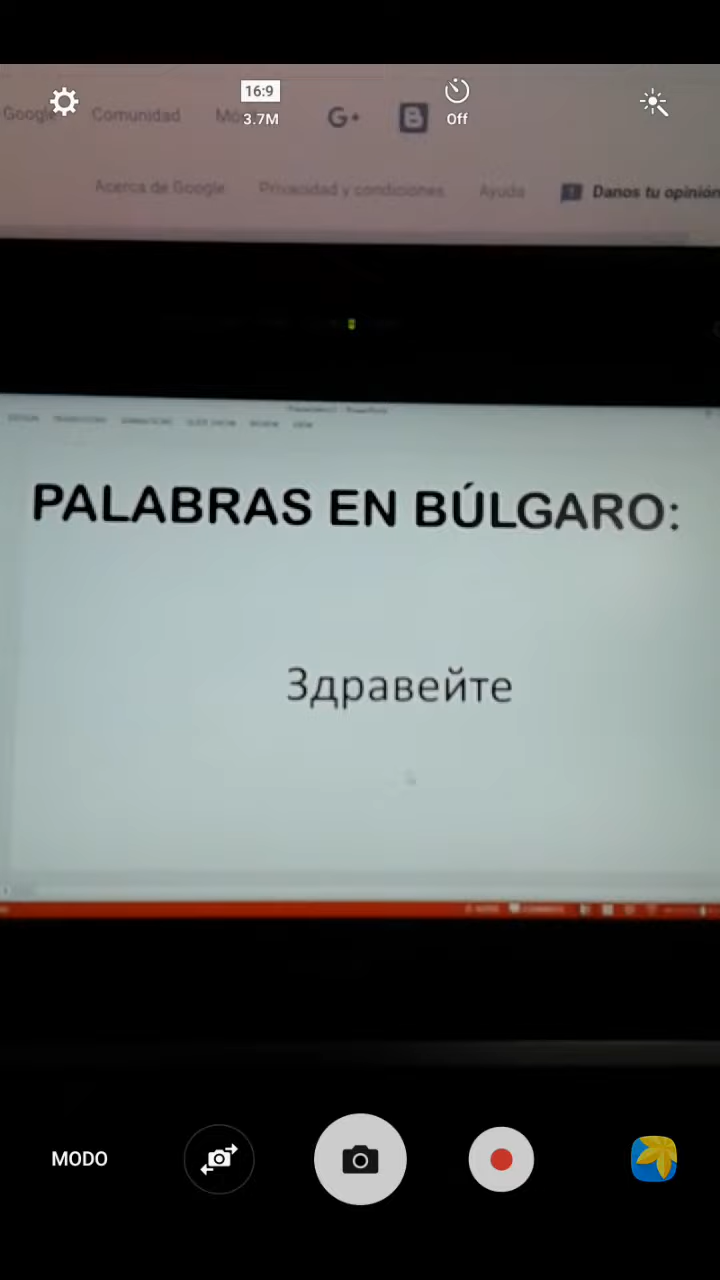 16:9
3.7M
Off
Google Comunidad
G+
Acerca de Google Privacidad y condiciones Ayuda Danos tu opinión
PALABRAS EN BÚLGARO:
Здравейте
MODO